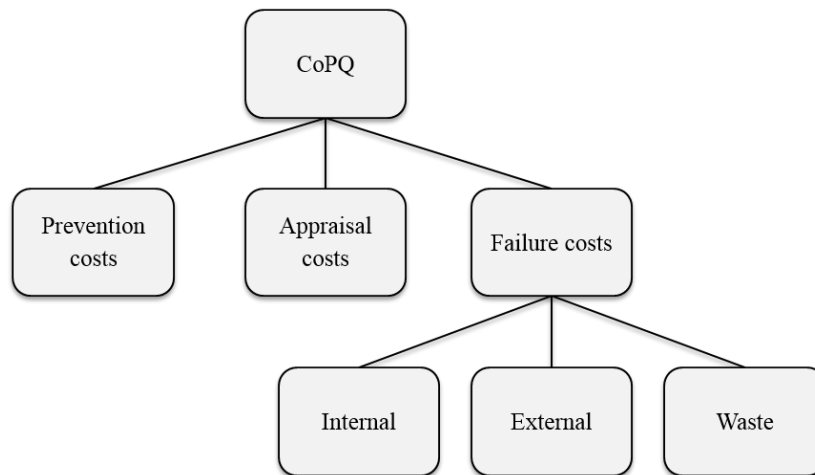 CoPQ
Prevention
costs
Appraisal
costs
Failure costs
Internal
External
Waste